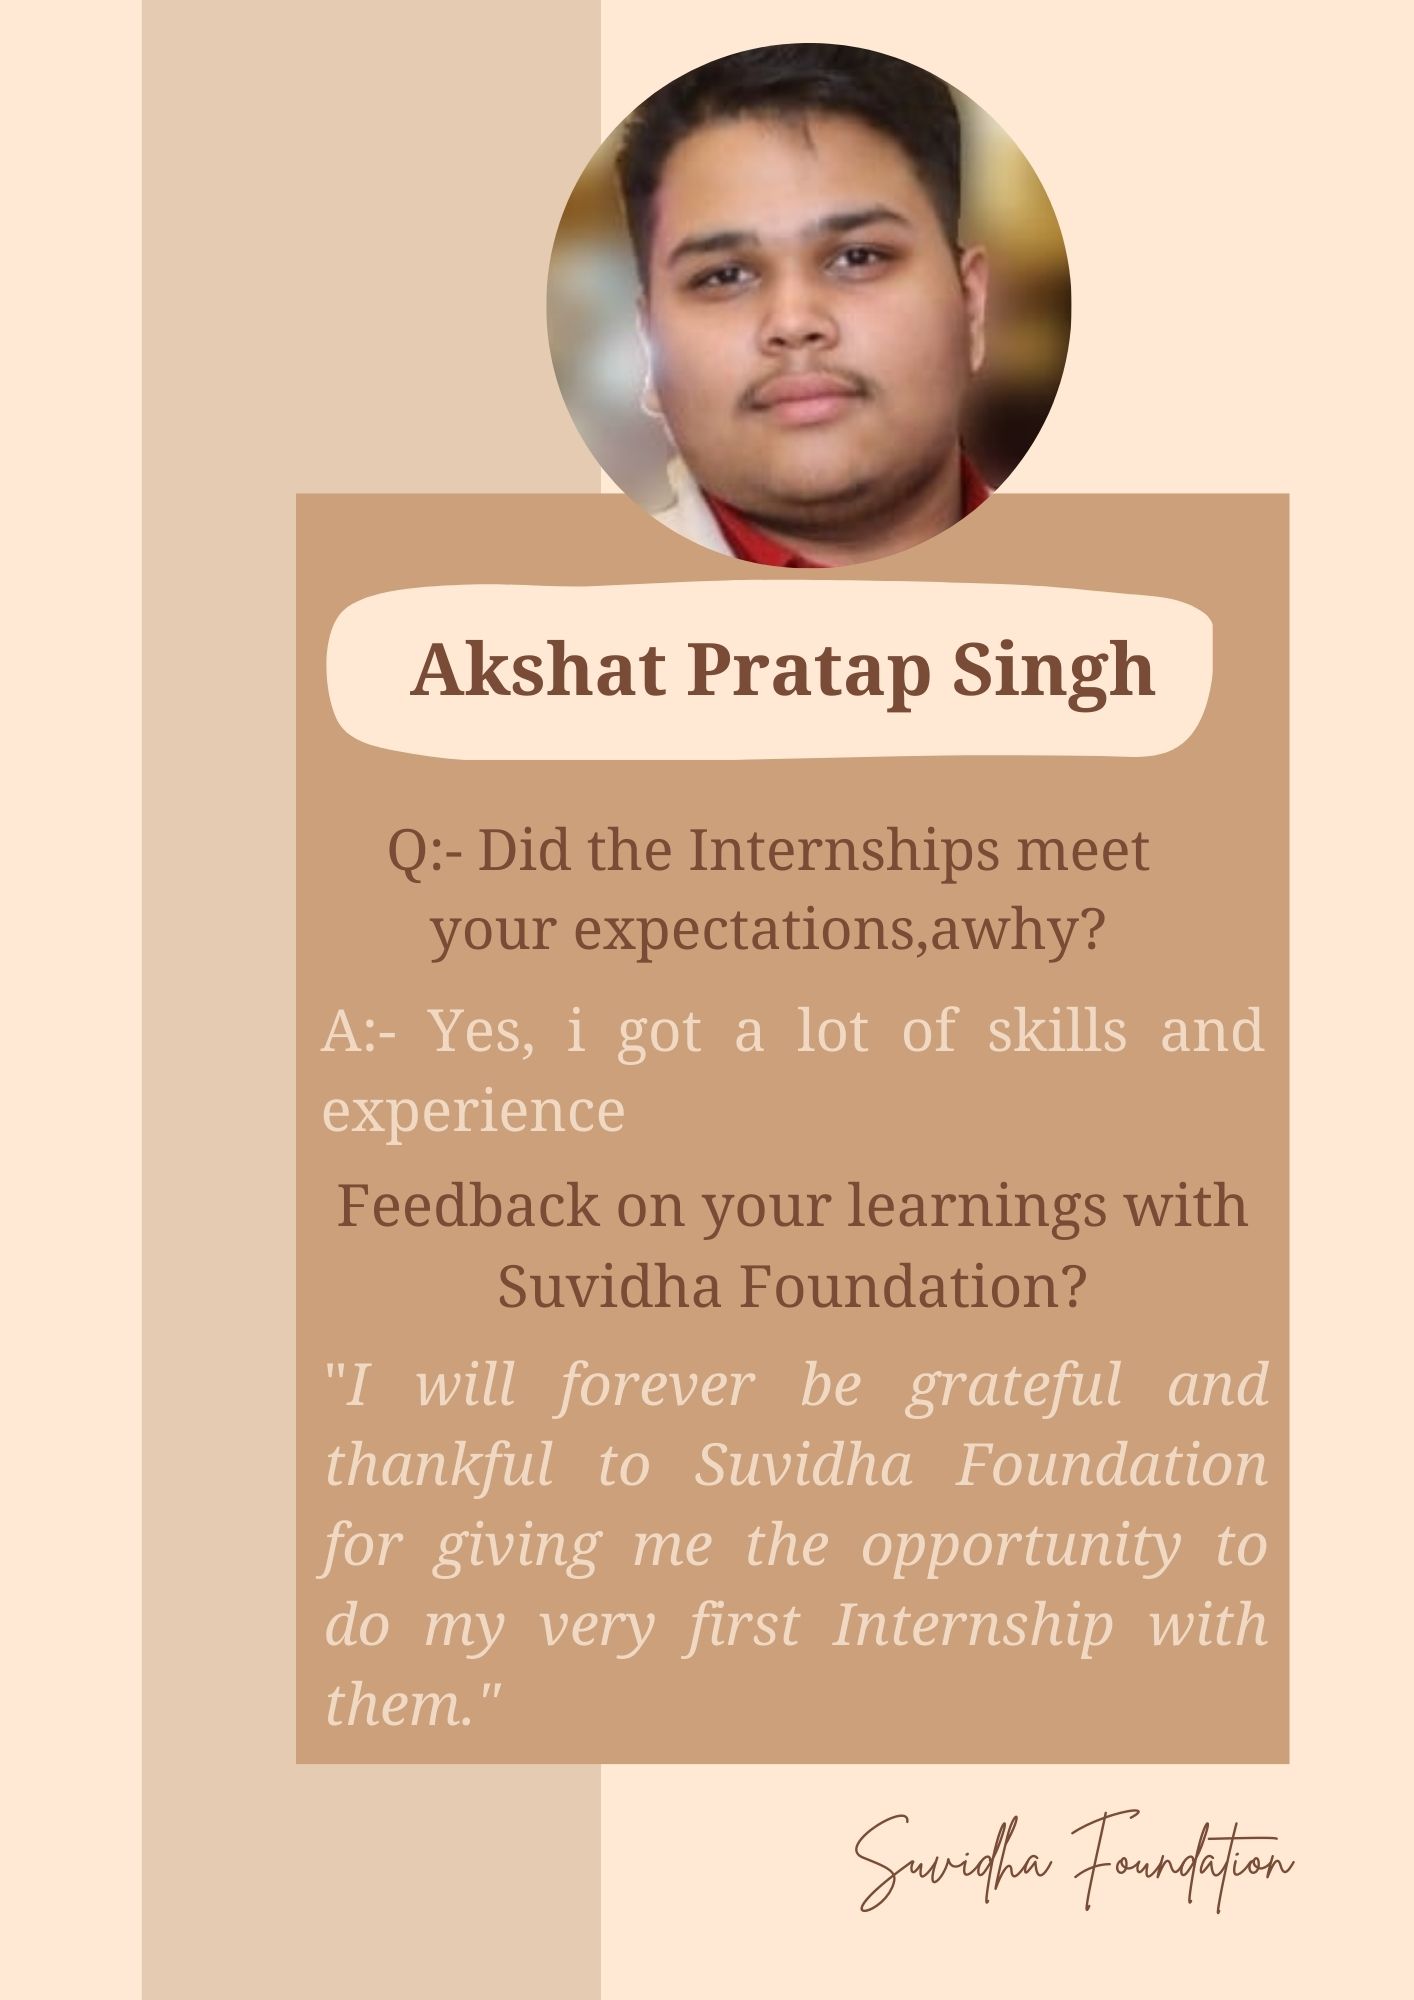 Akshat Pratap Singh
Q:- Did the Internships meet
your expectations,awhy?
A:- Yes, i got a lot of skills and
experience
Feedback on your learnings with
Suvidha Foundation?
"I will forever be grateful and
thankful to Suvidha Foundation
for giving me the opportunity to
do my very first Internship with
them."
Suvidha Foundation